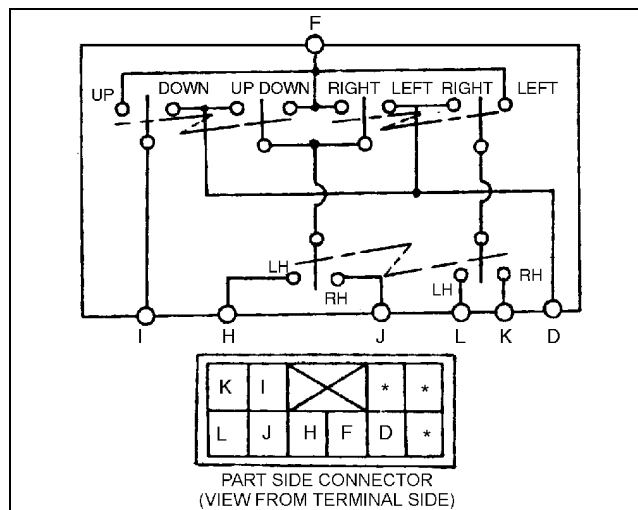 F
UP DOWN UP DOWN RIGHT LEFT RIGHT LEFT
LH RH LH RH
I H J L K D
K I * *
L J H F D *
PART SIDE CONNECTOR
(VIEW FROM TERMINAL SIDE)